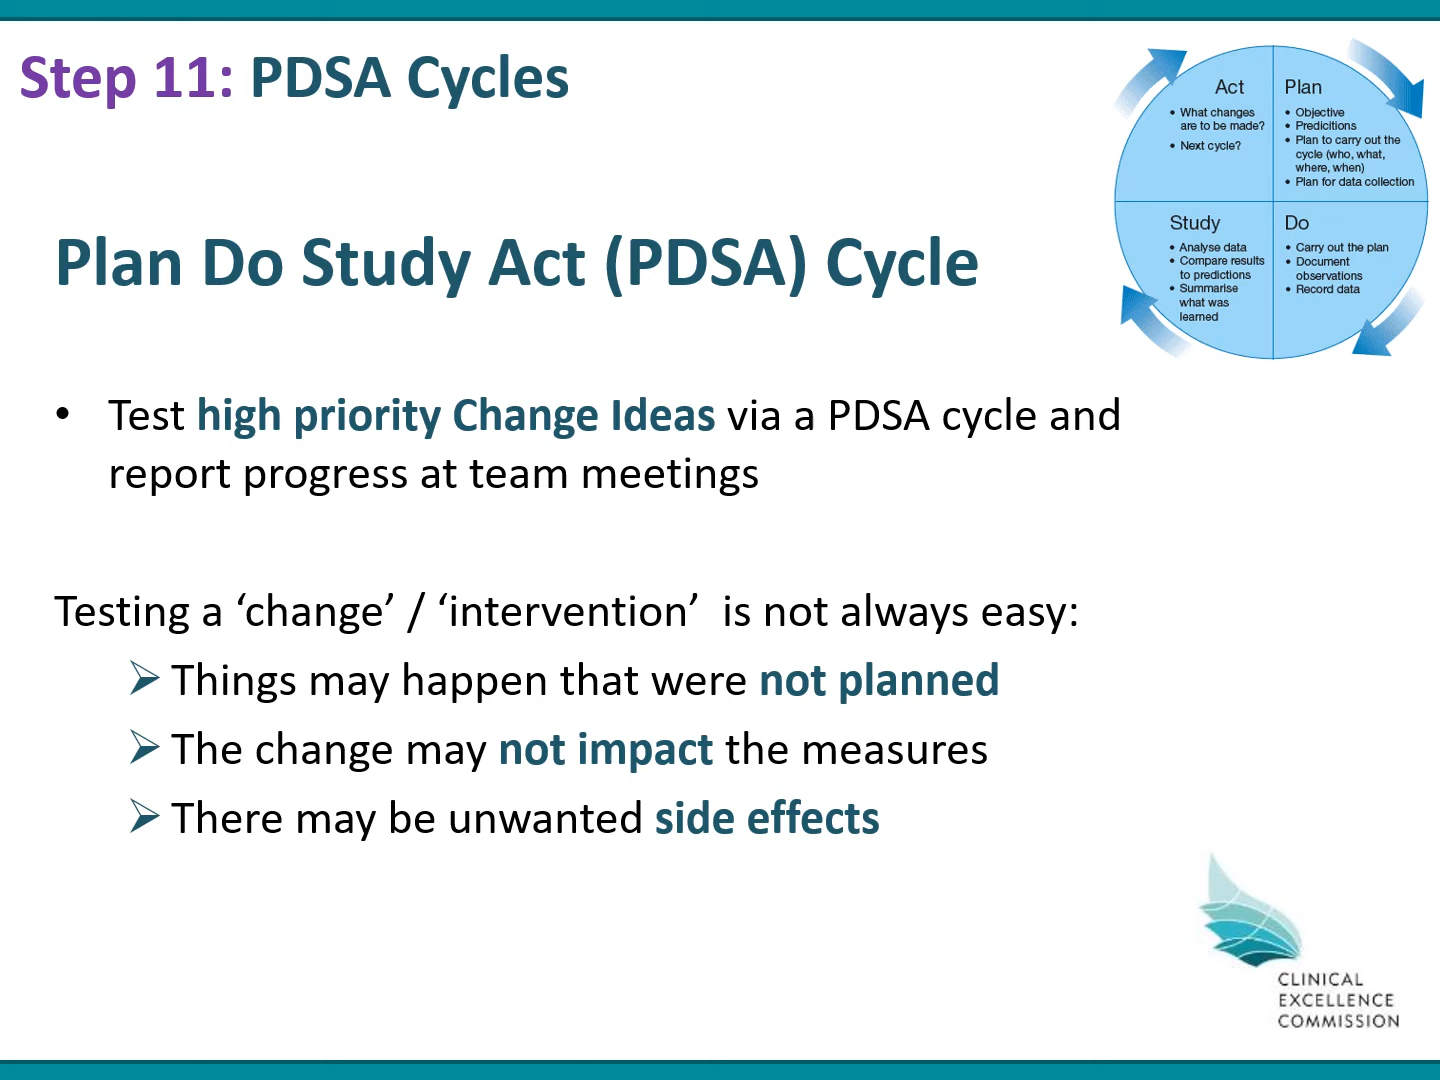 Step 11: PDSA Cycles
Act
• What changes
are to be made?
• Next cycle?
Plan
• Objective
• Predicitions
• Plan to carry out the
cycle (who, what,
where, when)
• Plan for data collection
Study
• Analyse data
• Compare results
to predictions
• Summarise
what was
learned
Do
• Carry out the plan
• Document
observations
• Record data
Plan Do Study Act (PDSA) Cycle
• Test high priority Change Ideas via a PDSA cycle and
report progress at team meetings
Testing a ‘change’ / ‘intervention’  is not always easy:
➢ Things may happen that were not planned
➢ The change may not impact the measures
➢ There may be unwanted side effects
CLINICAL
EXCELLENCE
COMMISSION